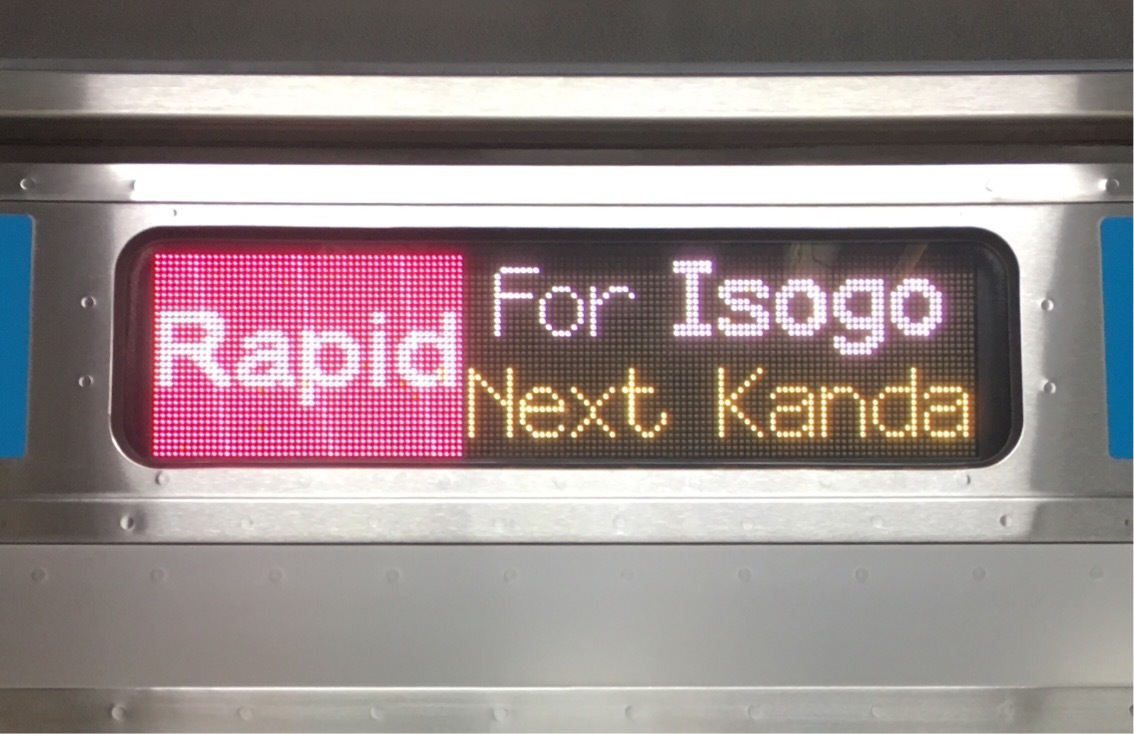 Rapid
For Isogo
Next Kanda